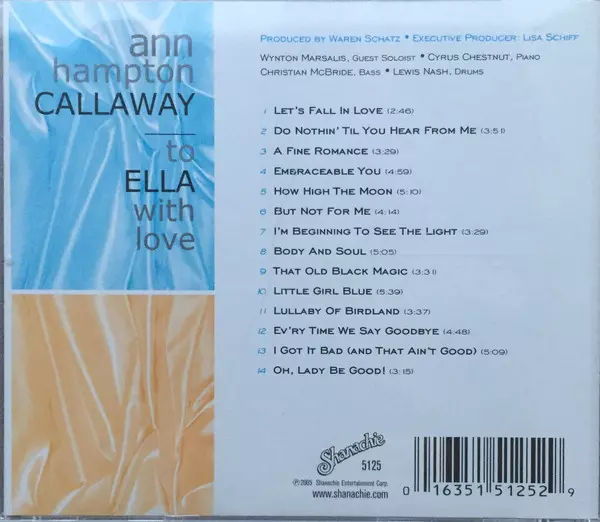 ann
hampton
CALLAWAY
to
ELLA
with
love
PRODUCED BY WAREN SCHATZ • EXECUTIVE PRODUCER: LISA SCHIFF
WYNTON MARSALIS, GUEST SOLOIST • CYRUS CHESTNUT, PIANO
CHRISTIAN MCBRIDE, BASS • LEWIS NASH, DRUMS
1 LET'S FALL IN LOVE (2:46)
2 DO NOTHIN' TIL YOU HEAR FROM ME (3:51)
3 A FINE ROMANCE (3:29)
4 EMBRACEABLE YOU (4:59)
5 HOW HIGH THE MOON (5:10)
6 BUT NOT FOR ME (4:14)
7 I'M BEGINNING TO SEE THE LIGHT (3:29)
8 BODY AND SOUL (5:05)
9 THAT OLD BLACK MAGIC (3:31)
10 LITTLE GIRL BLUE (5:39)
11 LULLABY OF BIRDLAND (3:37)
12 EV'RY TIME WE SAY GOODBYE (4:48)
13 I GOT IT BAD (AND THAT AIN'T GOOD) (5:09)
14 OH, LADY BE GOOD! (3:15)
Shanachie
5125
℗©2005 Shanachie Entertainment Corp.
www.shanachie.com
0 16351 51252 9